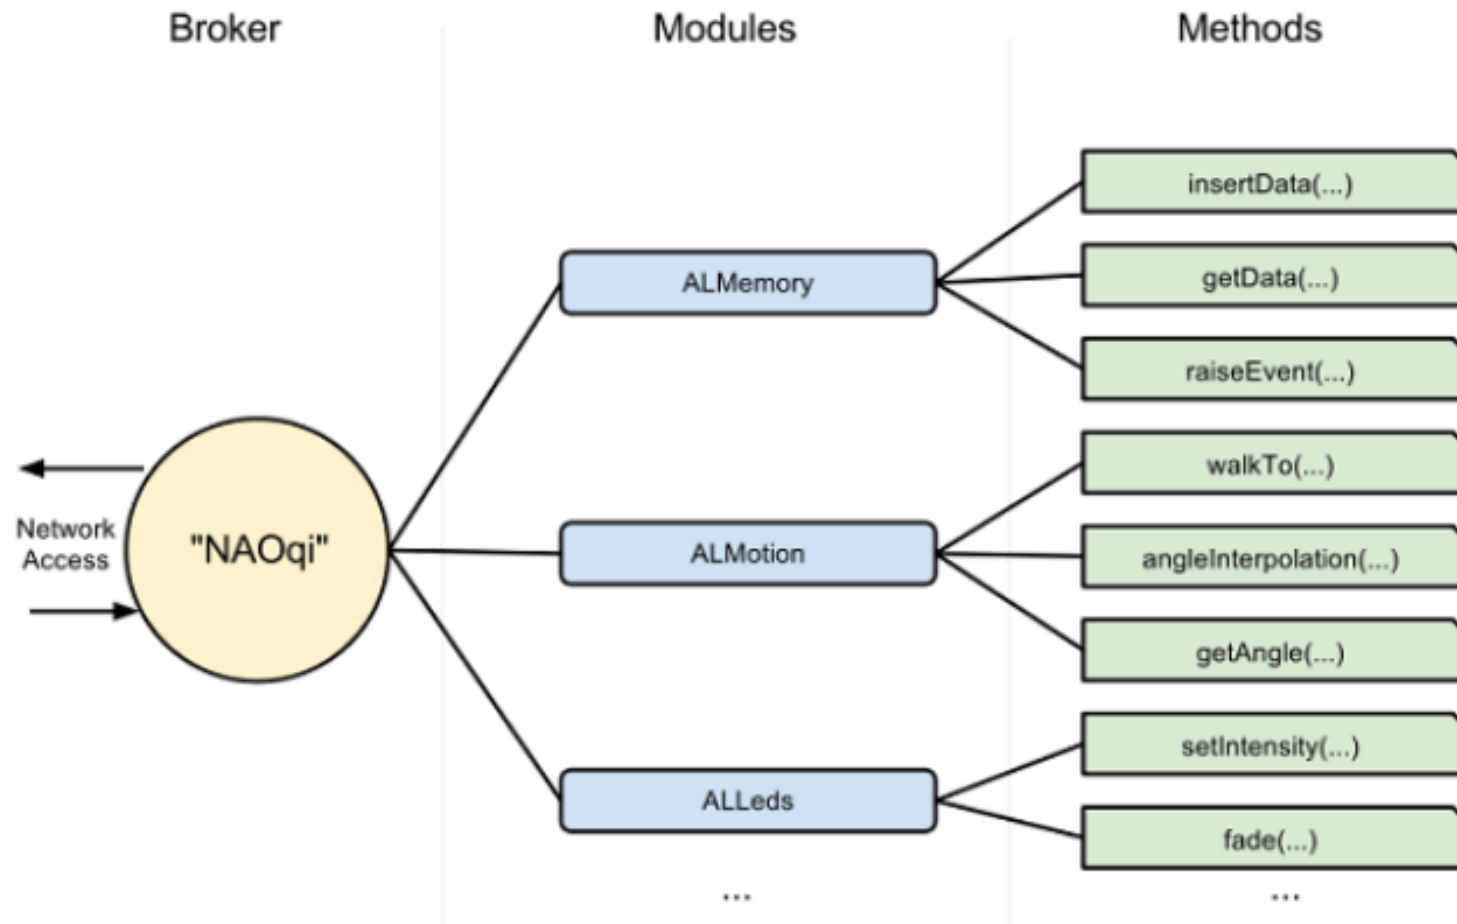 Broker
Modules
Methods
insertData(...)
ALMemory
getData(...)
raiseEvent(...)
walkTo(...)
Network
Access
"NAOqi"
ALMotion
angleInterpolation(...)
getAngle(...)
setIntensity(...)
ALLeds
fade(...)
...
...